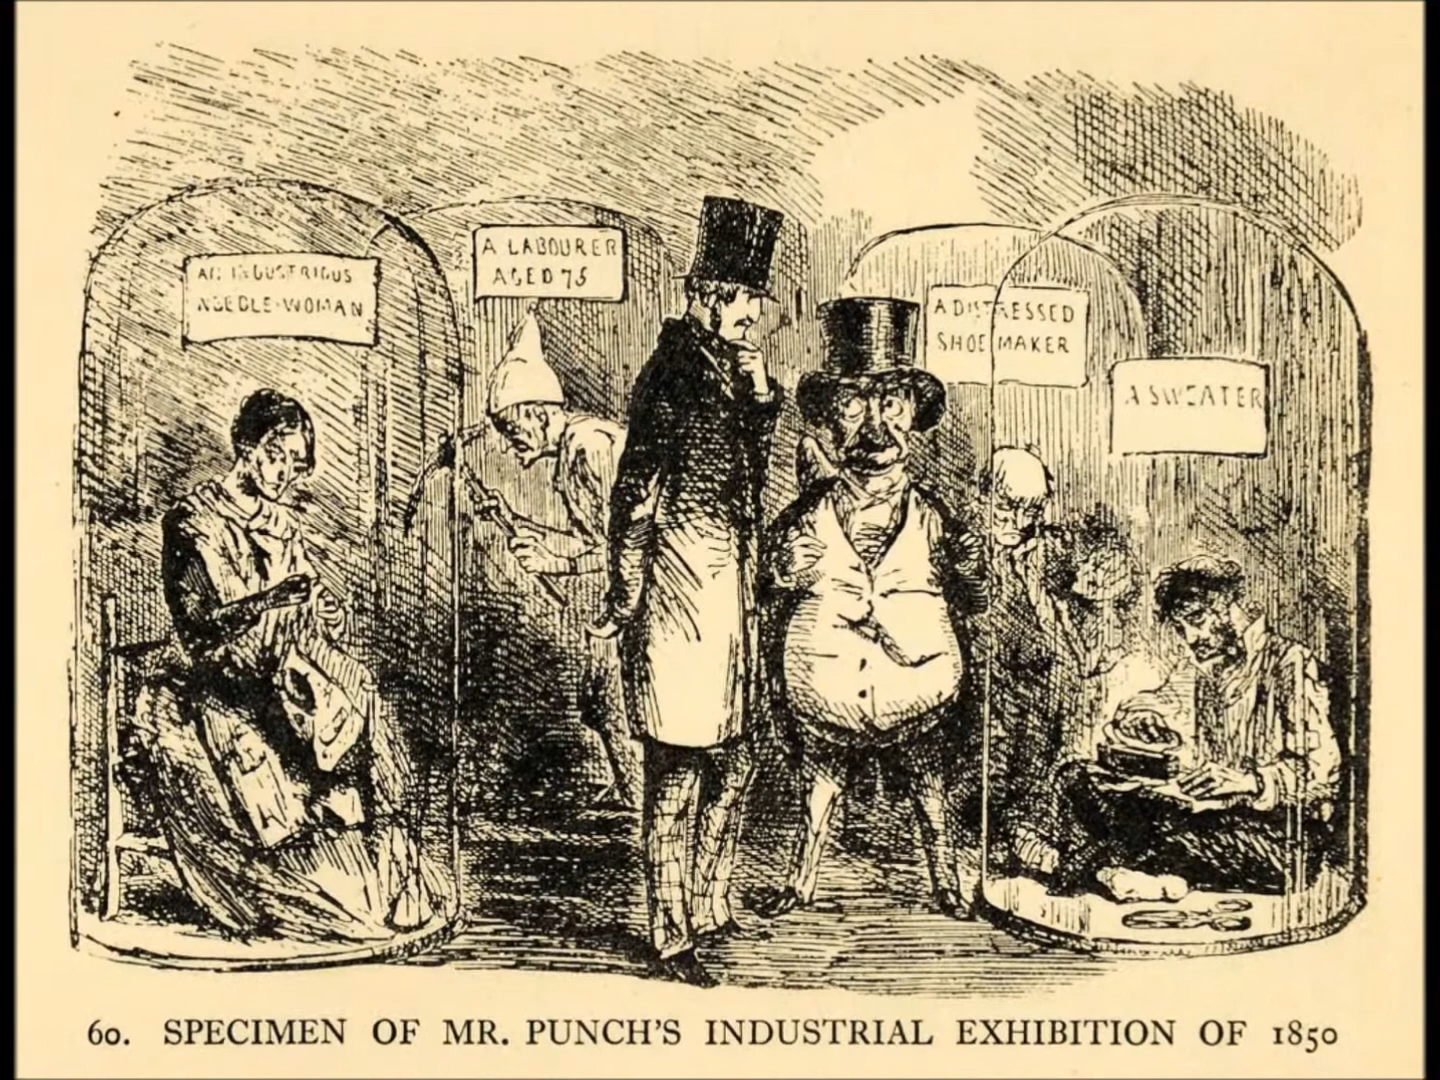 AN INDUSTRIOUS
NEEDLE-WOMAN
A LABOURER
AGED 75
A DISTRESSED
SHOE MAKER
A SWEATER
60. SPECIMEN OF MR. PUNCH'S INDUSTRIAL EXHIBITION OF 1850